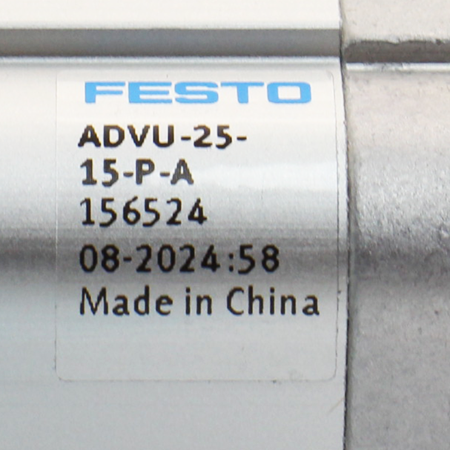 FESTO
ADVU-25-
15-P-A
156524
08-2024:58
Made in China